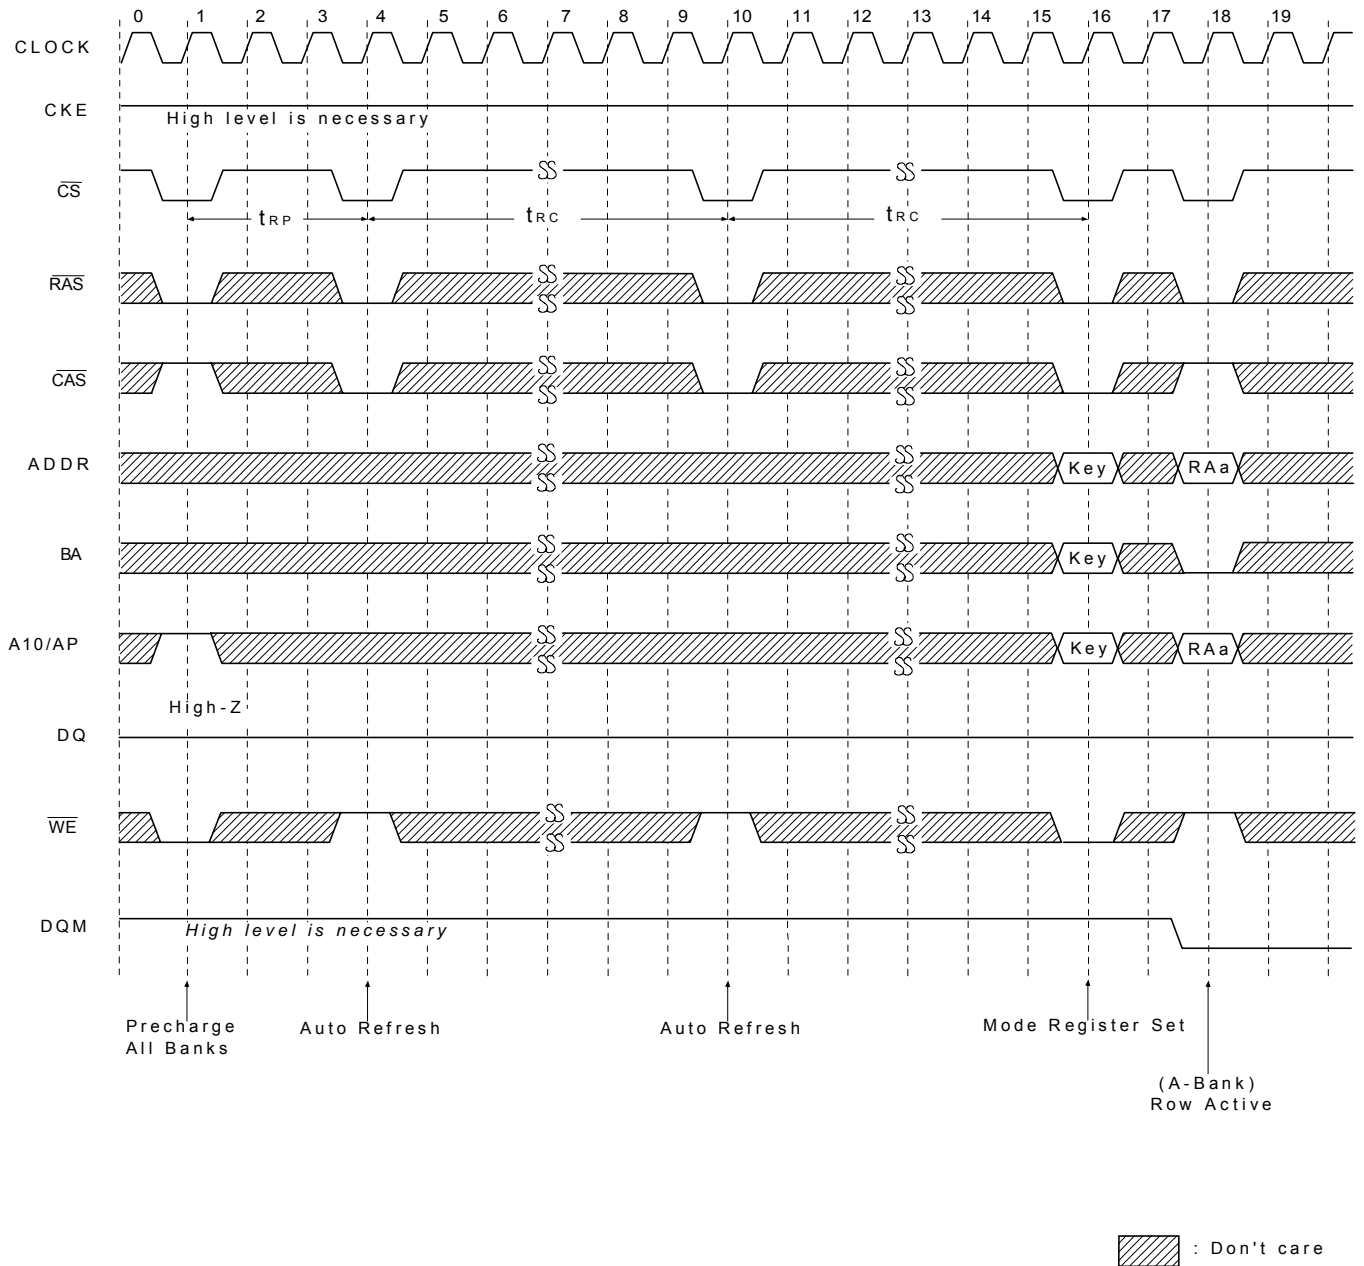 0 1 2 3 4 5 6 7 8 9 10 11 12 13 14 15 16 17 18 19
CLOCK
CKE
High level is necessary
CS
tRP tRC tRC
RAS
CAS
ADDR Key RAa
BA Key
A10/AP Key RAa
High-Z
DQ
WE
DQM
High level is necessary
Precharge
All Banks
Auto Refresh
Auto Refresh
Mode Register Set
(A-Bank)
Row Active
: Don't care